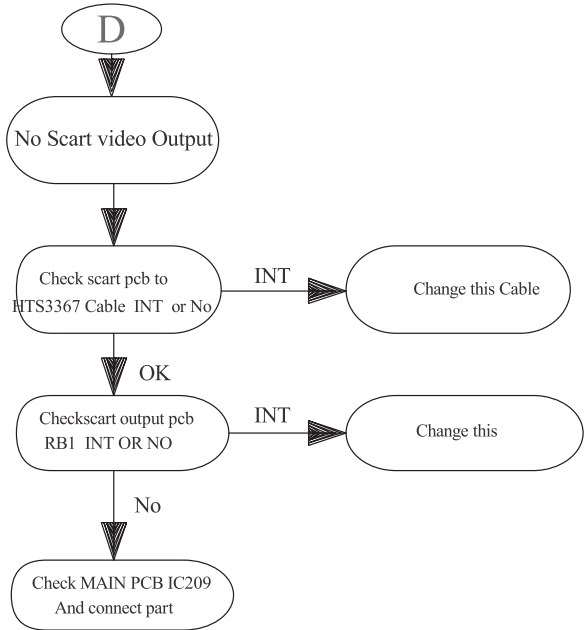 D
No Scart video Output
Check scart pcb to
HTS3367 Cable INT or No
INT
Change this Cable
OK
Checkscart output pcb
RB1 INT OR NO
INT
Change this
No
Check MAIN PCB IC209
And connect part